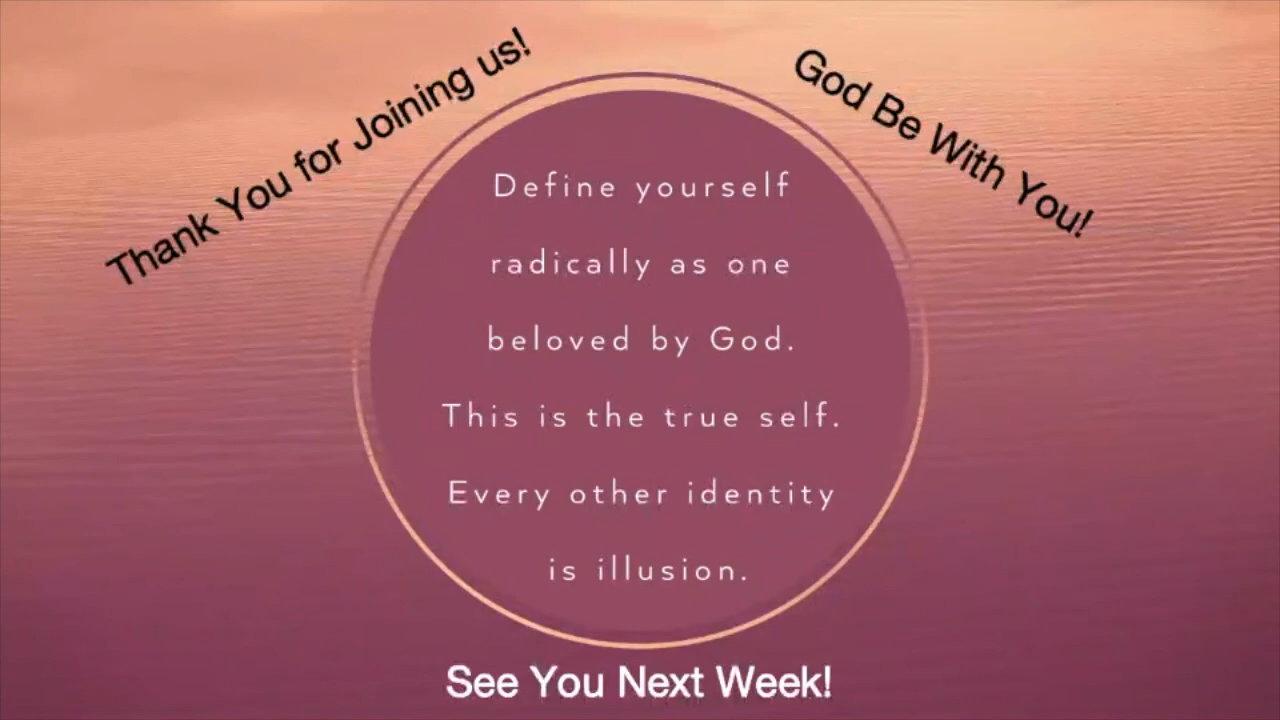 Thank You for Joining us!
God Be With You!
Define yourself
radically as one
beloved by God.
This is the true self.
Every other identity
is illusion.
See You Next Week!